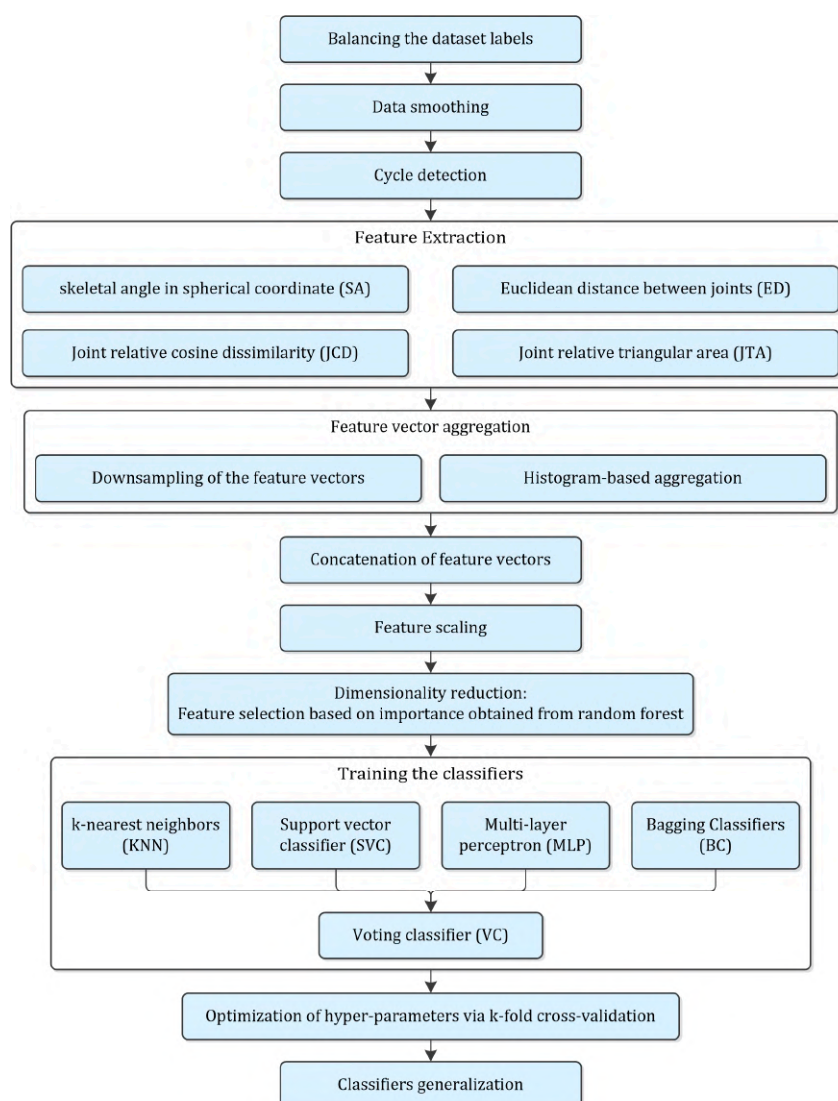 Balancing the dataset labels
Data smoothing
Cycle detection
Feature Extraction
skeletal angle in spherical coordinate (SA)
Euclidean distance between joints (ED)
Joint relative cosine dissimilarity (JCD)
Joint relative triangular area (JTA)
Feature vector aggregation
Downsampling of the feature vectors
Histogram-based aggregation
Concatenation of feature vectors
Feature scaling
Dimensionality reduction:
Feature selection based on importance obtained from random forest
Training the classifiers
k-nearest neighbors
(KNN)
Support vector
classifier (SVC)
Multi-layer
perceptron (MLP)
Bagging Classifiers
(BC)
Voting classifier (VC)
Optimization of hyper-parameters via k-fold cross-validation
Classifiers generalization